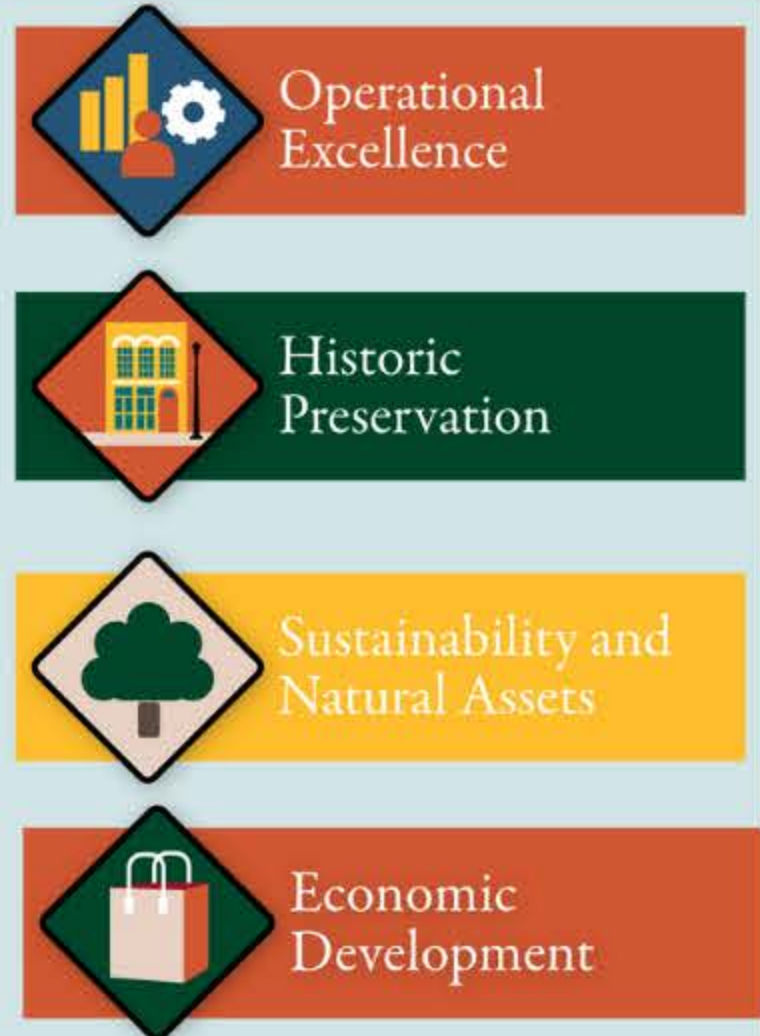 Operational
Excellence
Historic
Preservation
Sustainability and
Natural Assets
Economic
Development